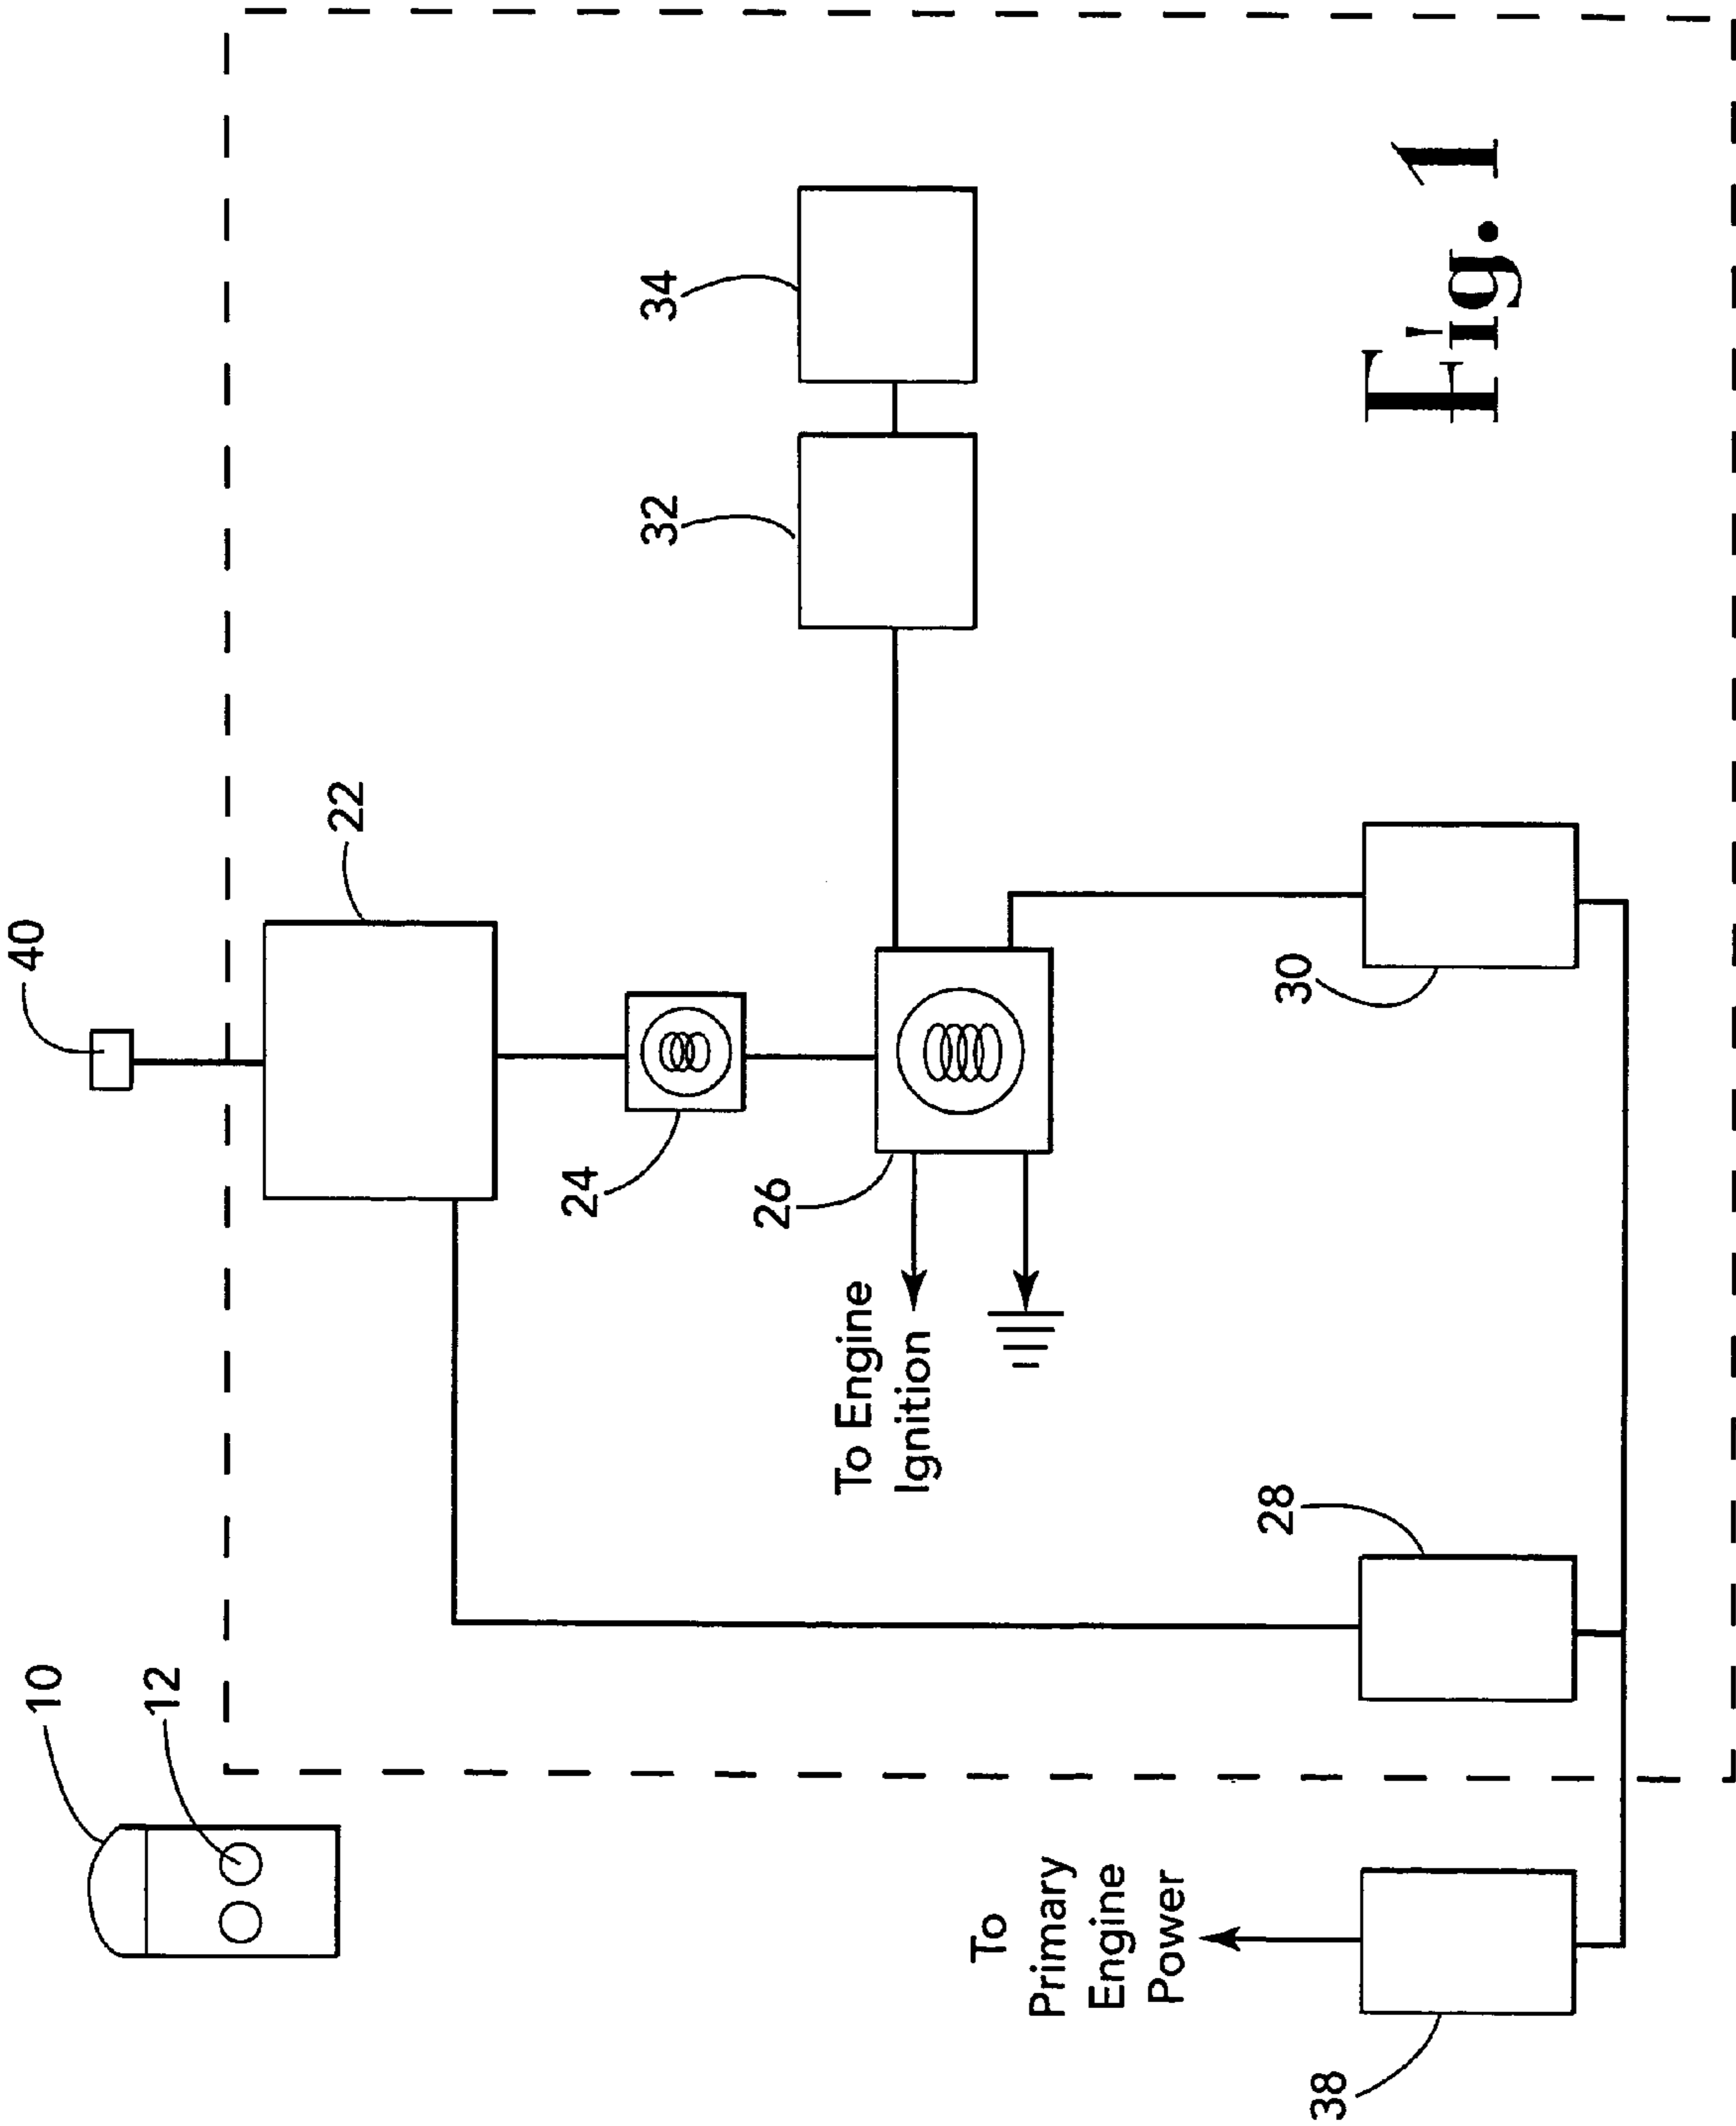 40
22
10
12
24
26
To Engine
Ignition
32
34
28
30
38
To
Primary
Engine
Power
Fig. 1